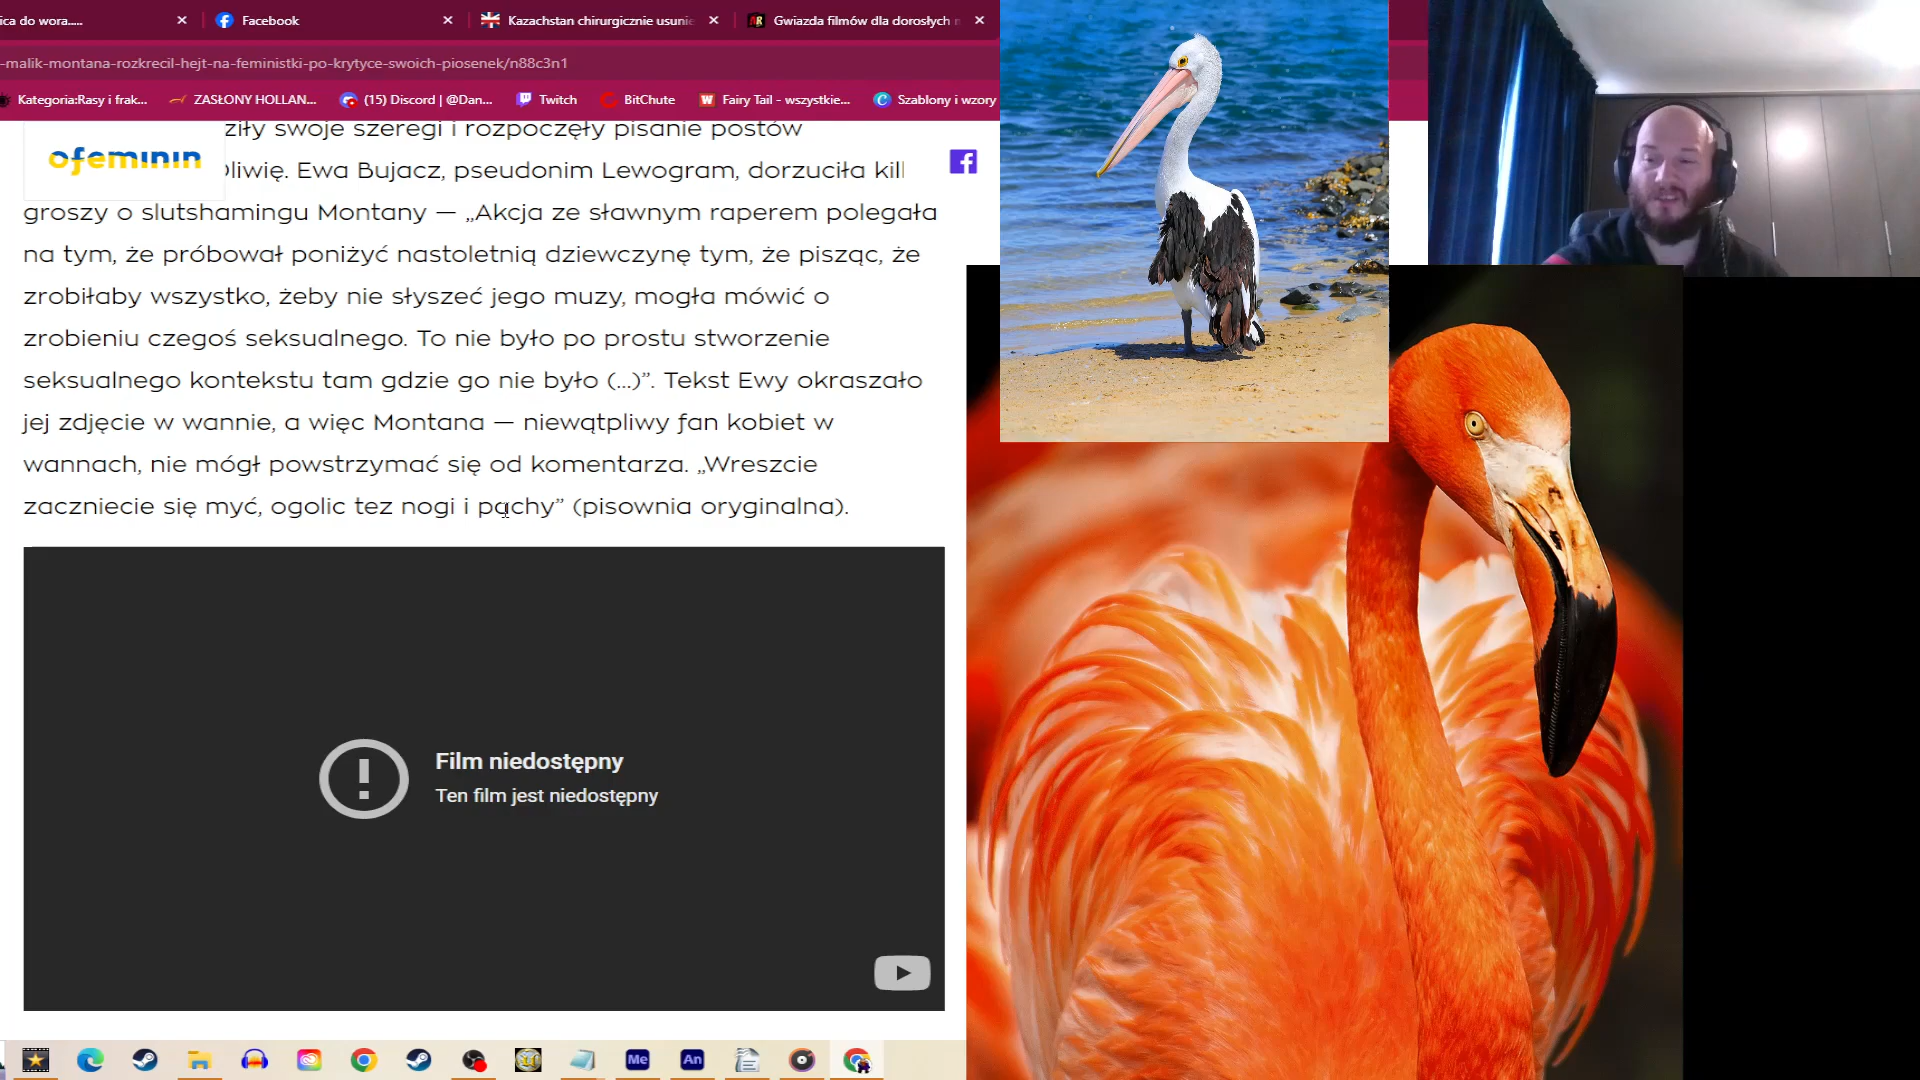 ica do wora.....
Facebook
Kazachstan chirurgicznie usunie
Gwiazda filmów dla dorosłych
-malik-montana-rozkrecil-hejt-na-feministki-po-krytyce-swoich-piosenek/n88c3n1
Kategoria:Rasy i frak...
ZASŁONY HOLLAN...
(15) Discord | @Dan...
Twitch
BitChute
Fairy Tail - wszystkie...
Szablony i wzory
ziły swoje szeregi i rozpoczęły pisanie postów
ofeminin
Oliwię. Ewa Bujacz, pseudonim Lewogram, dorzuciła kil
groszy o slutshamingu Montany — „Akcja ze sławnym raperem polegała
na tym, że próbował poniżyć nastoletnią dziewczynę tym, że pisząc, że
zrobiłaby wszystko, żeby nie słyszeć jego muzy, mogła mówić o
zrobieniu czegoś seksualnego. To nie było po prostu stworzenie
seksualnego kontekstu tam gdzie go nie było (...)”. Tekst Ewy okraszało
jej zdjęcie w wannie, a więc Montana — niewątpliwy fan kobiet w
wannach, nie mógł powstrzymać się od komentarza. „Wreszcie
zaczniecie się myć, ogolic tez nogi i pachy” (pisownia oryginalna).
Film niedostępny
Ten film jest niedostępny
Me
An